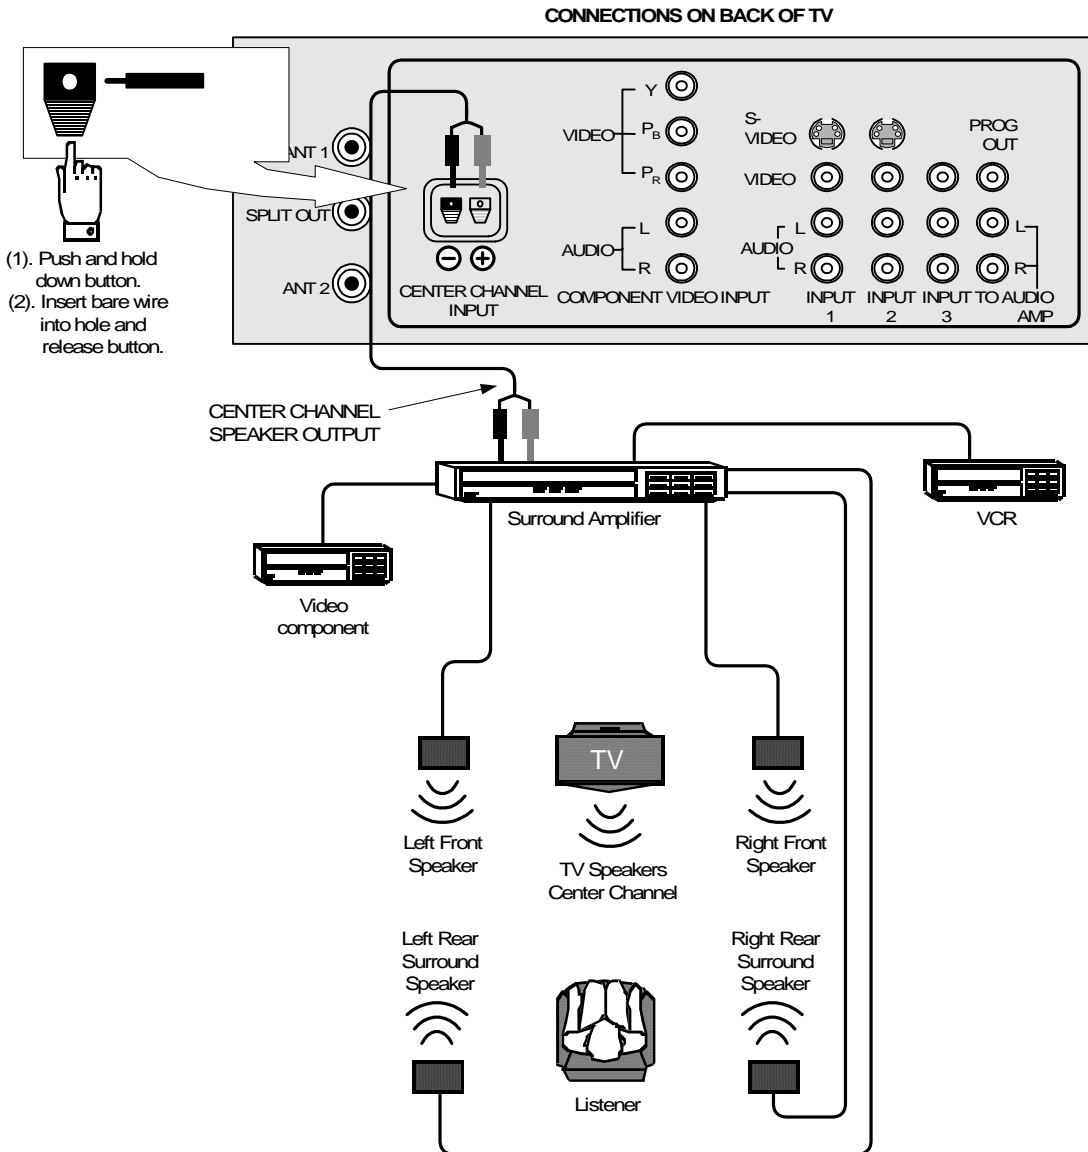 CONNECTIONS ON BACK OF TV
ANT 1
SPLIT OUT
ANT 2
(1). Push and hold
down button.
(2). Insert bare wire
into hole and
release button.
CENTER CHANNEL
INPUT
Y
VIDEO
PB
PR
L
AUDIO
R
COMPONENT VIDEO INPUT
S-
VIDEO
PROG
OUT
VIDEO
L
AUDIO
R
L
R
INPUT
1
INPUT
2
INPUT
3
TO AUDIO
AMP
CENTER CHANNEL
SPEAKER OUTPUT
Surround Amplifier
VCR
Video
component
TV
Left Front
Speaker
TV Speakers
Center Channel
Right Front
Speaker
Left Rear
Surround
Speaker
Right Rear
Surround
Speaker
Listener